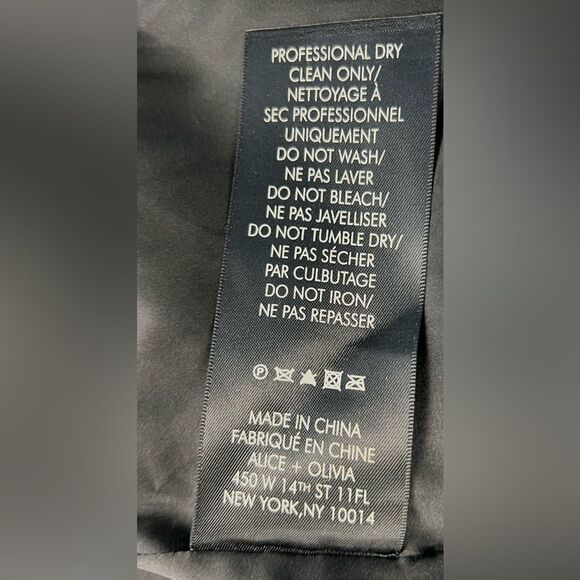 PROFESSIONAL DRY
CLEAN ONLY/
NETTOYAGE À
SEC PROFESSIONNEL
UNIQUEMENT
DO NOT WASH/
NE PAS LAVER
DO NOT BLEACH/
NE PAS JAVELLISER
DO NOT TUMBLE DRY/
NE PAS SÉCHER
PAR CULBUTAGE
DO NOT IRON/
NE PAS REPASSER
P
MADE IN CHINA
FABRIQUÉ EN CHINE
ALICE + OLIVIA
450 W 14TH ST 11FL
NEW YORK,NY 10014